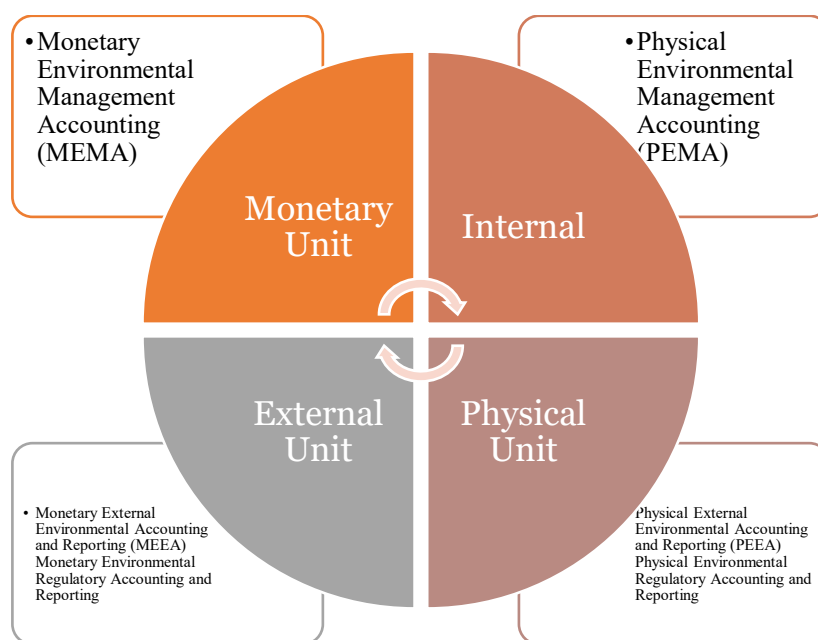 •Monetary
Environmental
Management
Accounting
(MEMA)
•Physical
Environmental
Management
Accounting
(PEMA)
Monetary
Unit
Internal
External
Unit
Physical
Unit
• Monetary External
Environmental Accounting
and Reporting (MEEA)
Monetary Environmental
Regulatory Accounting and
Reporting
Physical External
Environmental Accounting
and Reporting (PEEA)
Physical Environmental
Regulatory Accounting and
Reporting